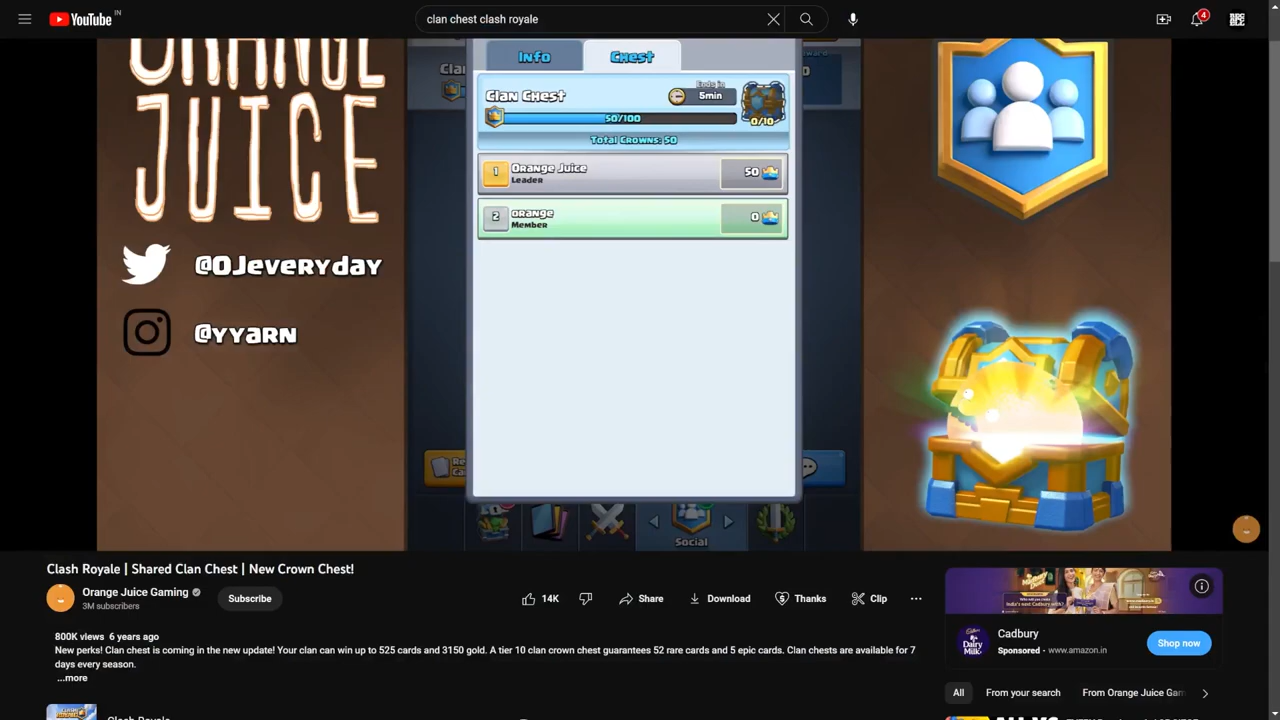 YouTube IN
clan chest clash royale
4
ORANGE
JUICE
@OJeveryday
@yyarn
Info
Chest
Clan Chest
Ends in
5min
50/100
0/10
Total Crowns: 50
1
Orange Juice
Leader
50
2
orange
Member
0
Social
Clash Royale | Shared Clan Chest | New Crown Chest!
Orange Juice Gaming
3M subscribers
Subscribe
14K
Share
Download
Thanks
Clip
800K views 6 years ago
New perks! Clan chest is coming in the new update! Your clan can win up to 525 cards and 3150 gold. A tier 10 clan crown chest guarantees 52 rare cards and 5 epic cards. Clan chests are available for 7
days every season.
...more
Clash Royale
Cadbury
Sponsored · www.amazon.in
Shop now
All
From your search
From Orange Juice Gam